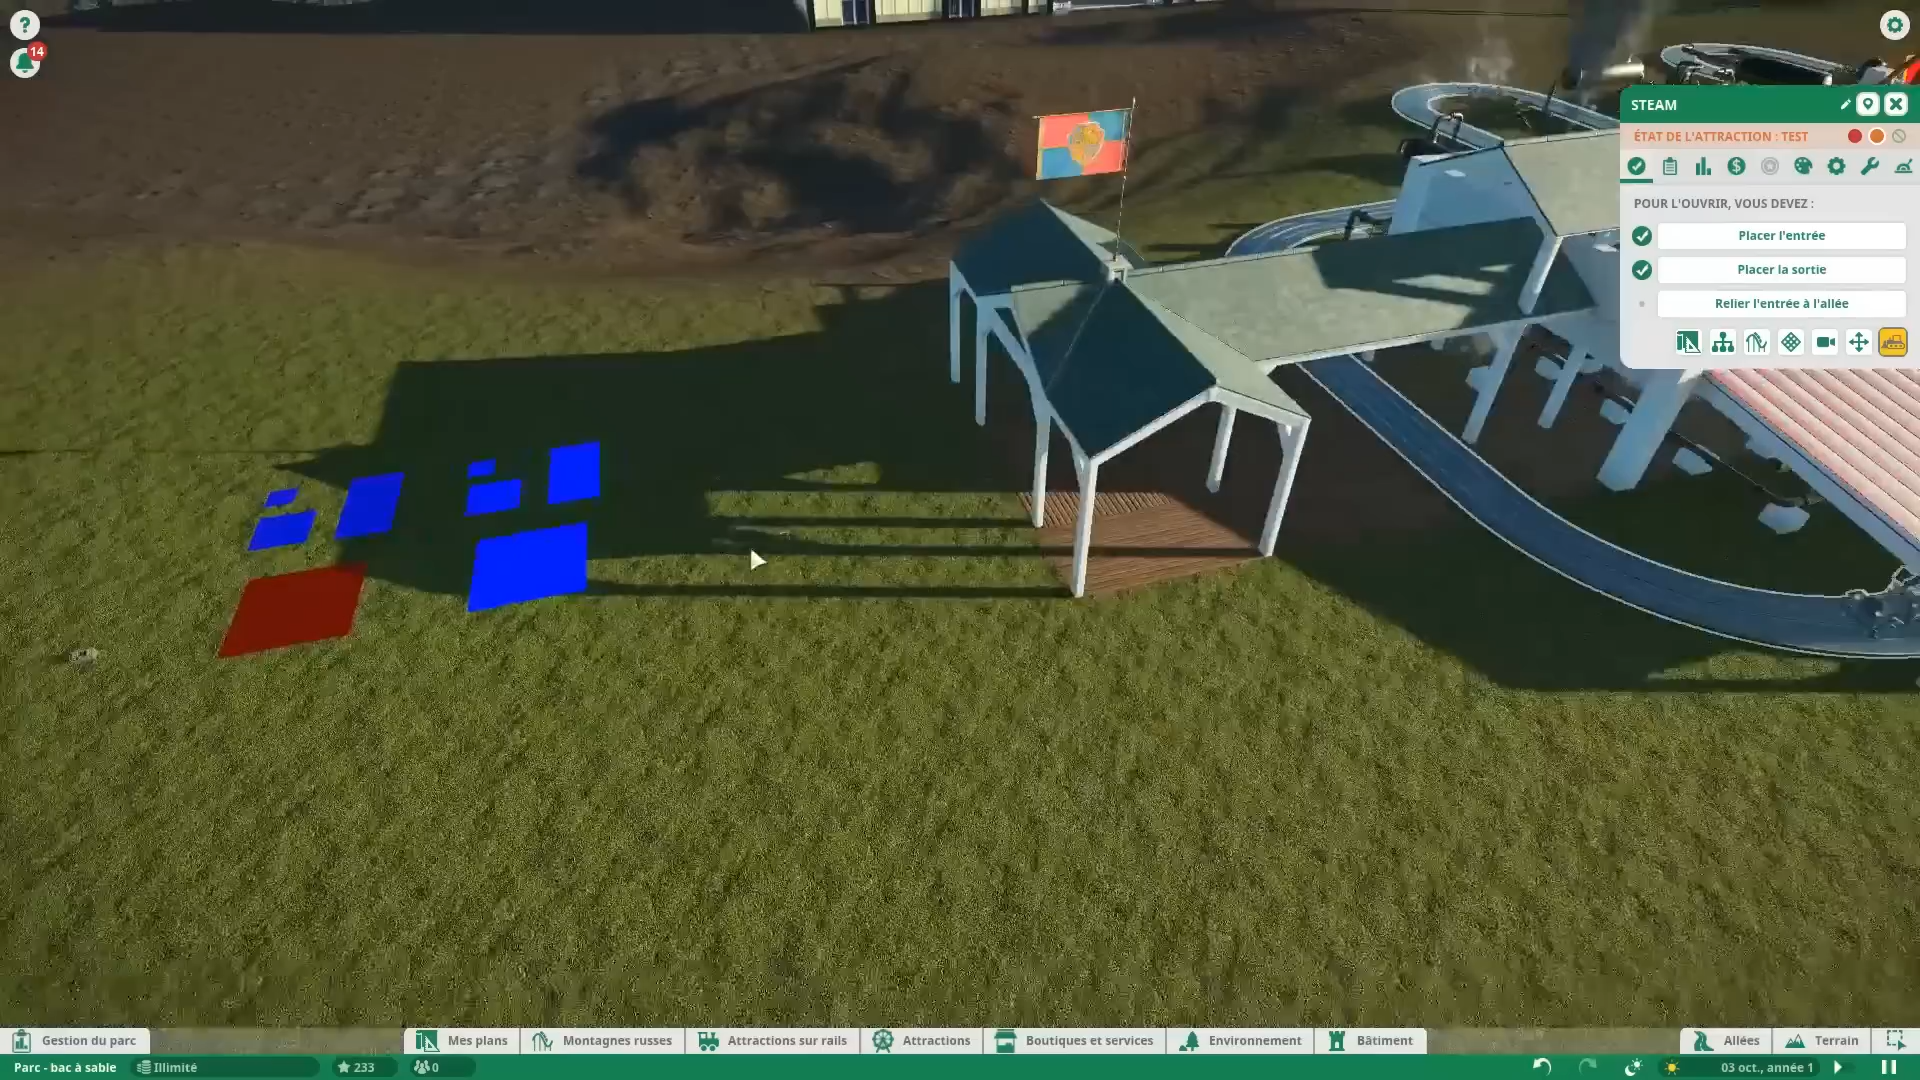 ?
14
STEAM
ÉTAT DE L'ATTRACTION : TEST
POUR L'OUVRIR, VOUS DEVEZ :
Placer l'entrée
Placer la sortie
Relier l'entrée à l'allée
Gestion du parc
Mes plans
Montagnes russes
Attractions sur rails
Attractions
Boutiques et services
Environnement
Bâtiment
Allées
Terrain
Parc - bac à sable
Illimité
233
0
03 oct., année 1